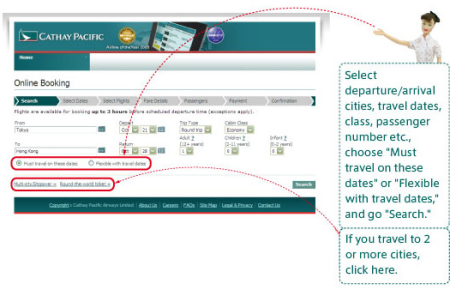 CATHAY PACIFIC
Home
Online Booking
Search Select Dates Select Flights Fare Details Passengers Payment Confirmation
Flights are available for booking up to 3 hours before scheduled departure time (exceptions apply).
From Depart Trip Type Cabin Class
Tokyo Oct 21 Round trip Economy
Adult ? Children ? Infant ?
(12+ years) (2-11 years) (0-2 years)
To Return
Hong Kong 28 1 0 0
Must travel on these dates Flexible with travel dates
Multi-city/Stopover » Round the world ticket »
Search
Copyright © Cathay Pacific Airways Limited About Us Careers FAQs Site Map Legal & Privacy Contact Us
Select
departure/arrival
cities, travel dates,
class, passenger
number etc.,
choose "Must
travel on these
dates" or "Flexible
with travel dates,"
and go "Search."
If you travel to 2
or more cities,
click here.